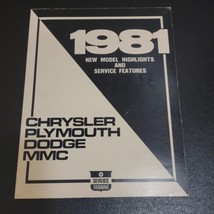 1981
NEW MODEL HIGHLIGHTS
AND
SERVICE FEATURES
CHRYSLER
PLYMOUTH
DODGE
MMC
SERVICE
TRAINING